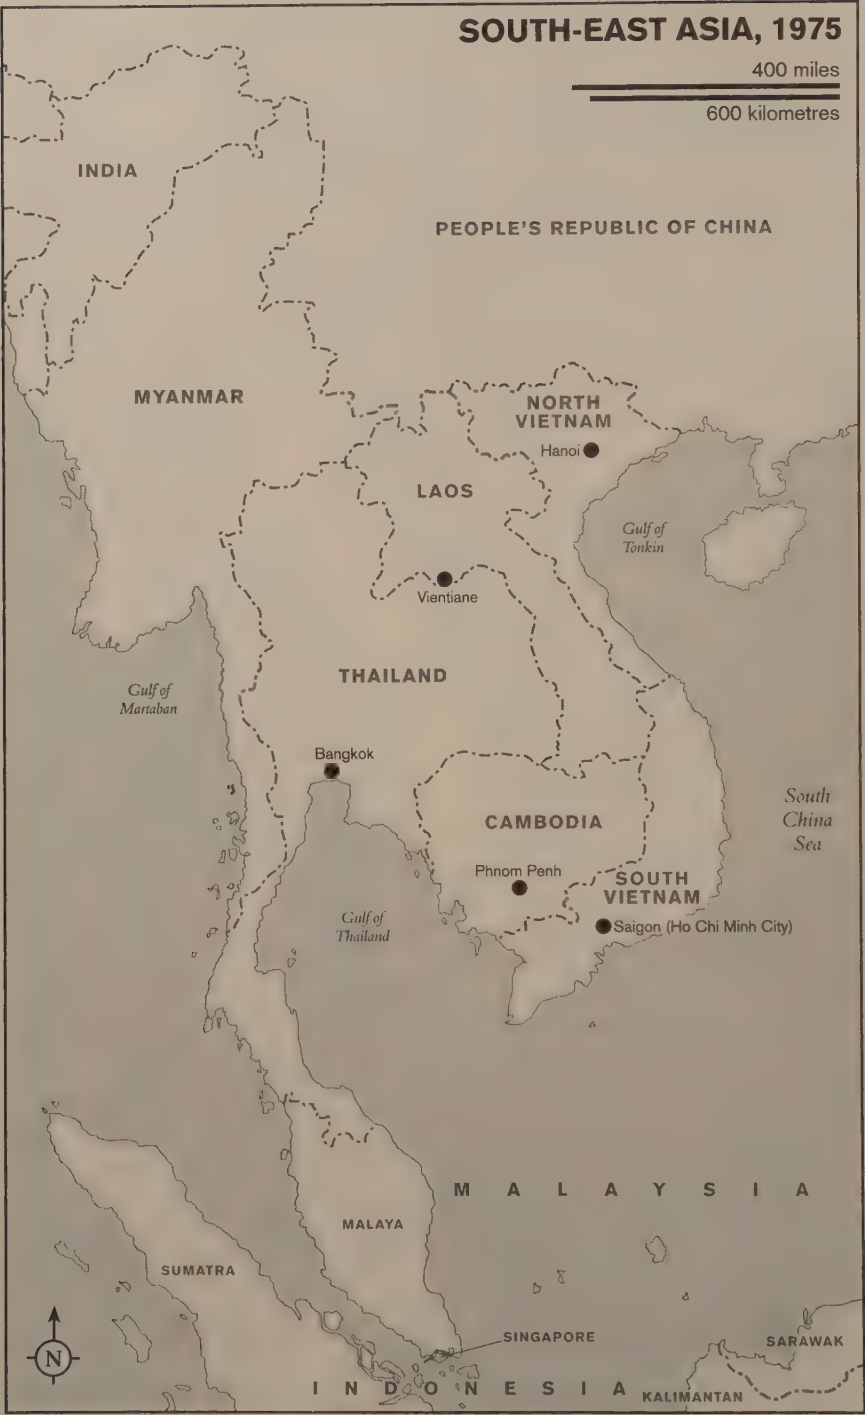 SOUTH-EAST ASIA, 1975
400 miles
600 kilometres
INDIA
PEOPLE'S REPUBLIC OF CHINA
MYANMAR
NORTH
VIETNAM
Hanoi
LAOS
Gulf of
Tonkin
Vientiane
THAILAND
Gulf of
Martaban
Bangkok
South
China
Sea
CAMBODIA
Phnom Penh
SOUTH
VIETNAM
Gulf of
Thailand
Saigon (Ho Chi Minh City)
MALAYSIA
MALAYA
SUMATRA
SINGAPORE
SARAWAK
N
INDONESIA
KALIMANTAN